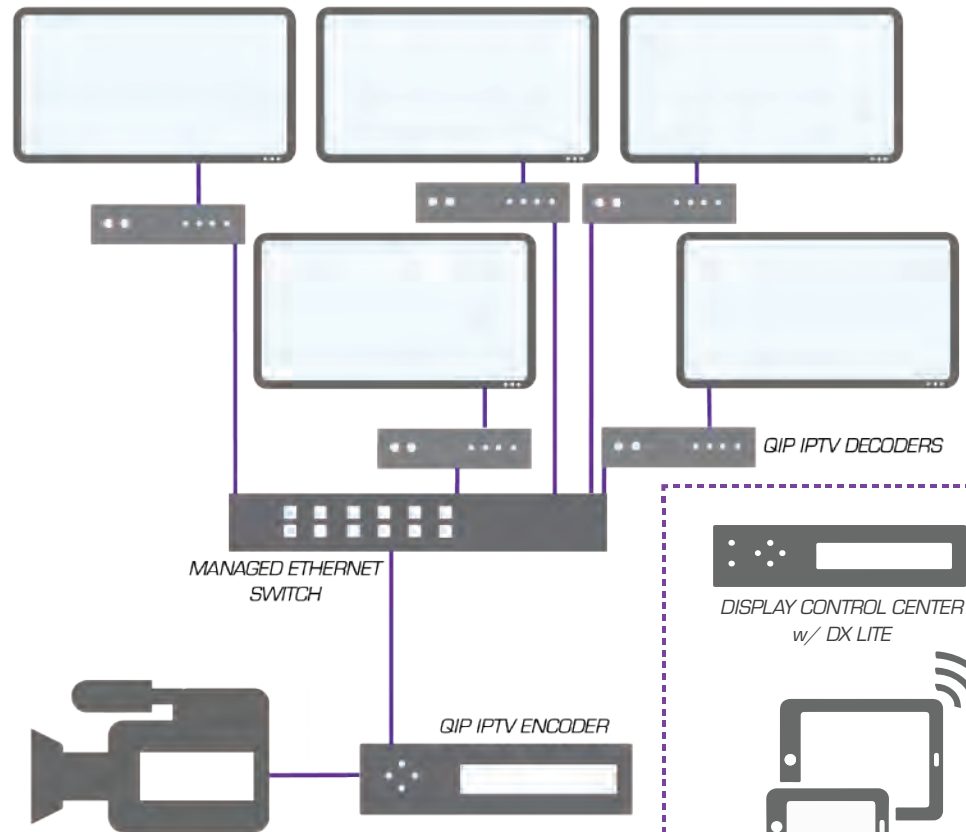 QIP IPTV DECODERS
MANAGED ETHERNET
SWITCH
DISPLAY CONTROL CENTER
w/ DX LITE
QIP IPTV ENCODER